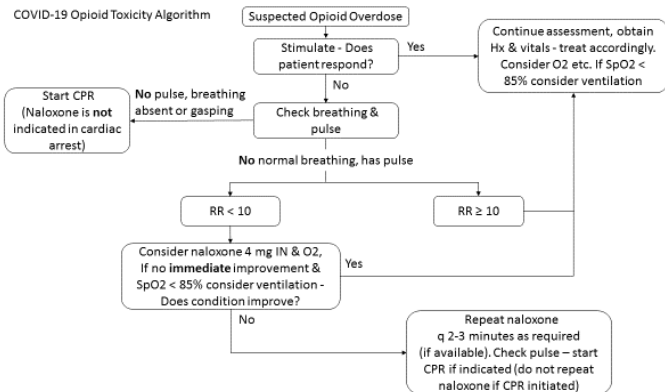 COVID-19 Opioid Toxicity Algorithm
Suspected Opioid Overdose
Stimulate - Does
patient respond?
Yes
Continue assessment, obtain
Hx & vitals - treat accordingly.
Consider O2 etc. If SpO2 <
85% consider ventilation
No
Start CPR
(Naloxone is not
indicated in cardiac
arrest)
No pulse, breathing
absent or gasping
Check breathing &
pulse
No normal breathing, has pulse
RR < 10
RR ≥ 10
Consider naloxone 4 mg IN & O2,
If no immediate improvement &
SpO2 < 85% consider ventilation -
Does condition improve?
Yes
No
Repeat naloxone
q 2-3 minutes as required
(if available). Check pulse – start
CPR if indicated (do not repeat
naloxone if CPR initiated)